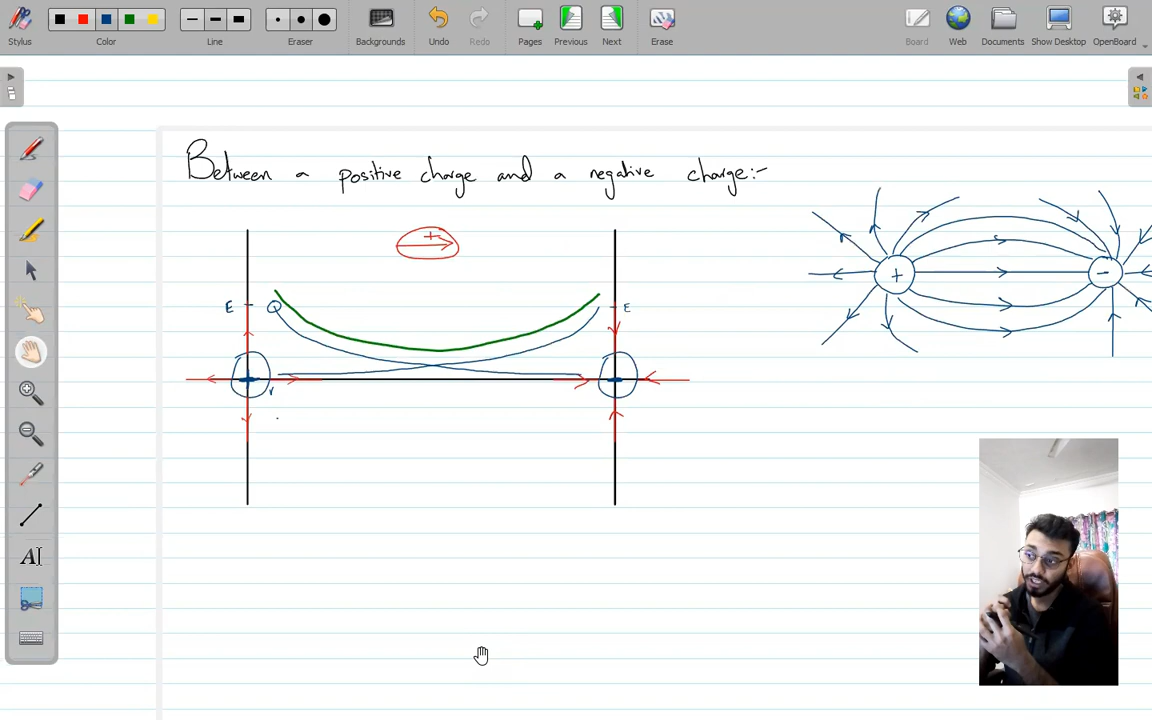 Stylus
Color
Line
Eraser
Backgrounds
Undo
Redo
Pages
Previous
Next
Erase
Board
Web
Documents
Show Desktop
OpenBoard
Between a positive charge and a negative charge:-
+
+
-
E
E
r